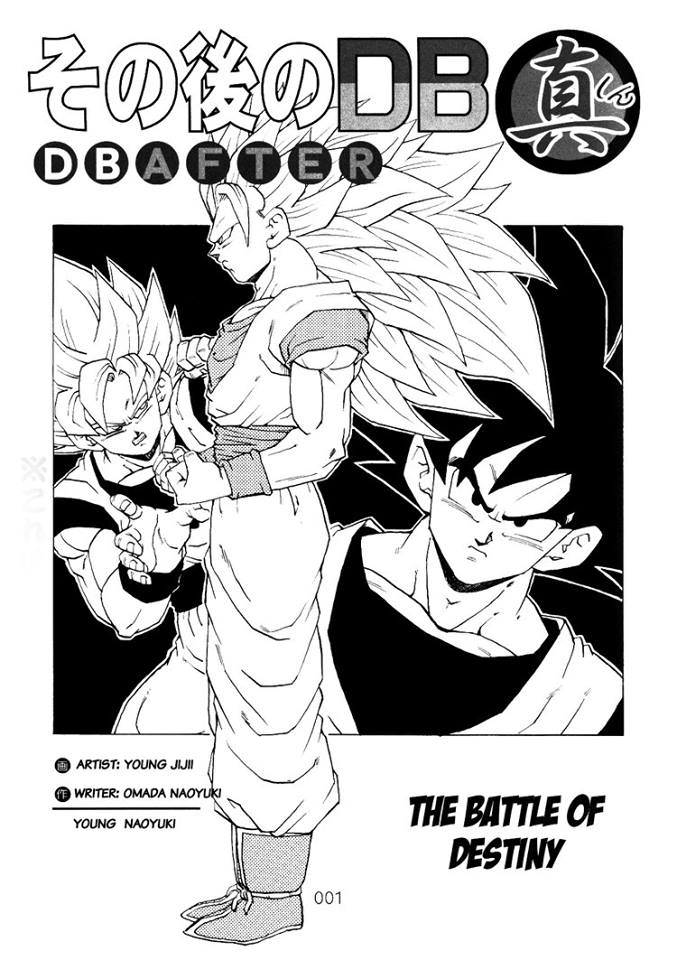 その後のDB
真
くん
DBAFTER
ARTIST: YOUNG JIJII
作 WRITER: OMADA NAOYUKI
YOUNG NAOYUKI
THE BATTLE OF
DESTINY
001